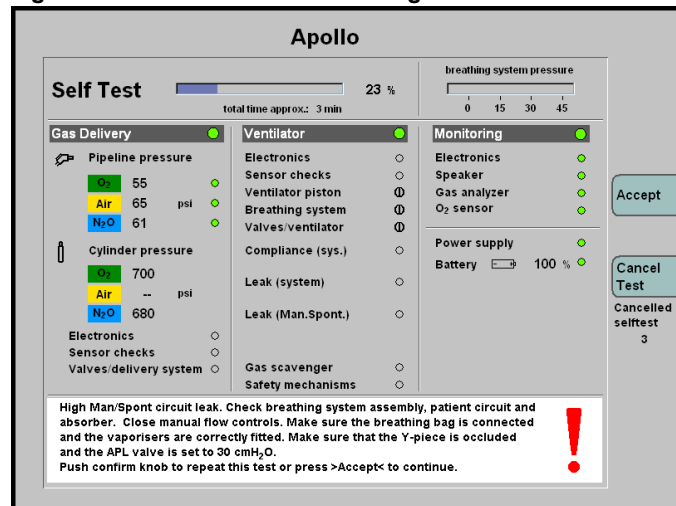 Apollo
Self Test
23 %
total time approx.: 3 min
breathing system pressure
0 15 30 45
Gas Delivery
Pipeline pressure
O2 55
Air 65 psi
N2O 61
Cylinder pressure
O2 700
Air -- psi
N2O 680
Electronics
Sensor checks
Valves/delivery system
Ventilator
Electronics
Sensor checks
Ventilator piston
Breathing system
Valves/ventilator
Compliance (sys.)
Leak (system)
Leak (Man.Spont.)
Gas scavenger
Safety mechanisms
Monitoring
Electronics
Speaker
Gas analyzer
O2 sensor
Power supply
Battery 100 %
Accept
Cancel
Test
Cancelled
selftest
3
High Man/Spont circuit leak. Check breathing system assembly, patient circuit and
absorber. Close manual flow controls. Make sure the breathing bag is connected
and the vaporisers are correctly fitted. Make sure that the Y-piece is occluded
and the APL valve is set to 30 cmH2O.
Push confirm knob to repeat this test or press >Accept< to continue.